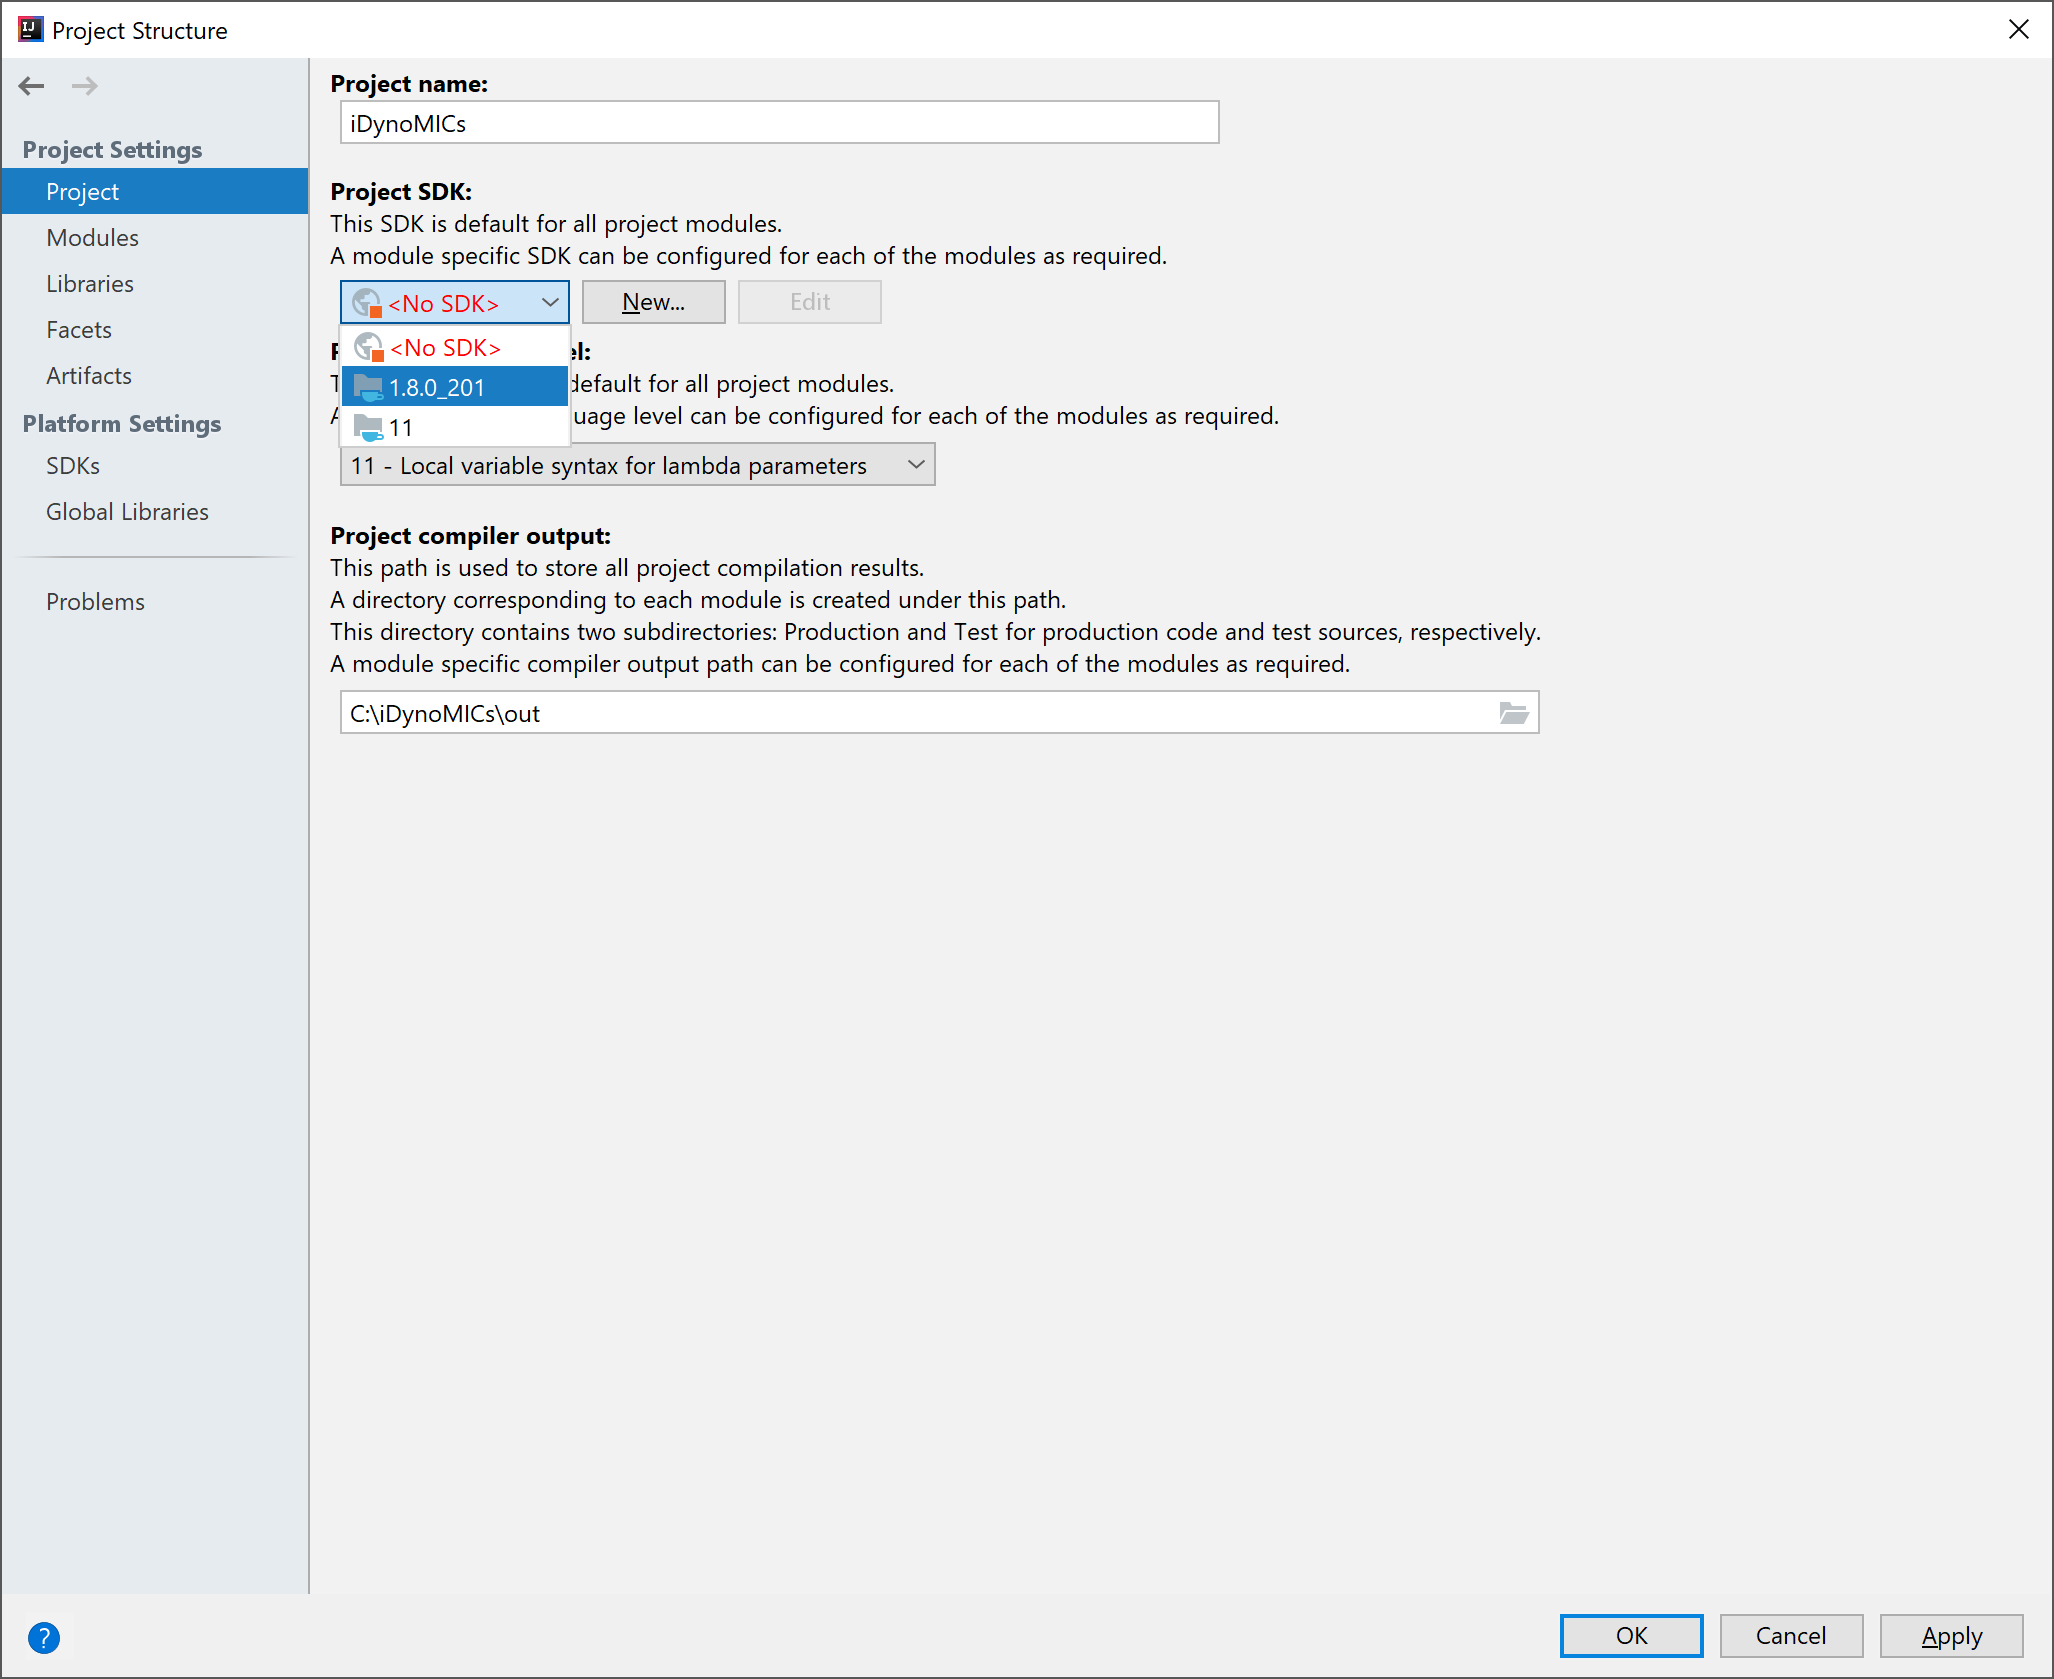 Project Structure
Project Settings
Project
Modules
Libraries
Facets
Artifacts
Platform Settings
SDKs
Global Libraries
Problems
Project name:
iDynoMICs
Project SDK:
This SDK is default for all project modules.
A module specific SDK can be configured for each of the modules as required.
<No SDK> New... Edit
<No SDK>
1.8.0_201 default for all project modules.
level can be configured for each of the modules as required.
11
11 - Local variable syntax for lambda parameters
Project compiler output:
This path is used to store all project compilation results.
A directory corresponding to each module is created under this path.
This directory contains two subdirectories: Production and Test for production code and test sources, respectively.
A module specific compiler output path can be configured for each of the modules as required.
C:\iDynoMICs\out
? OK Cancel Apply